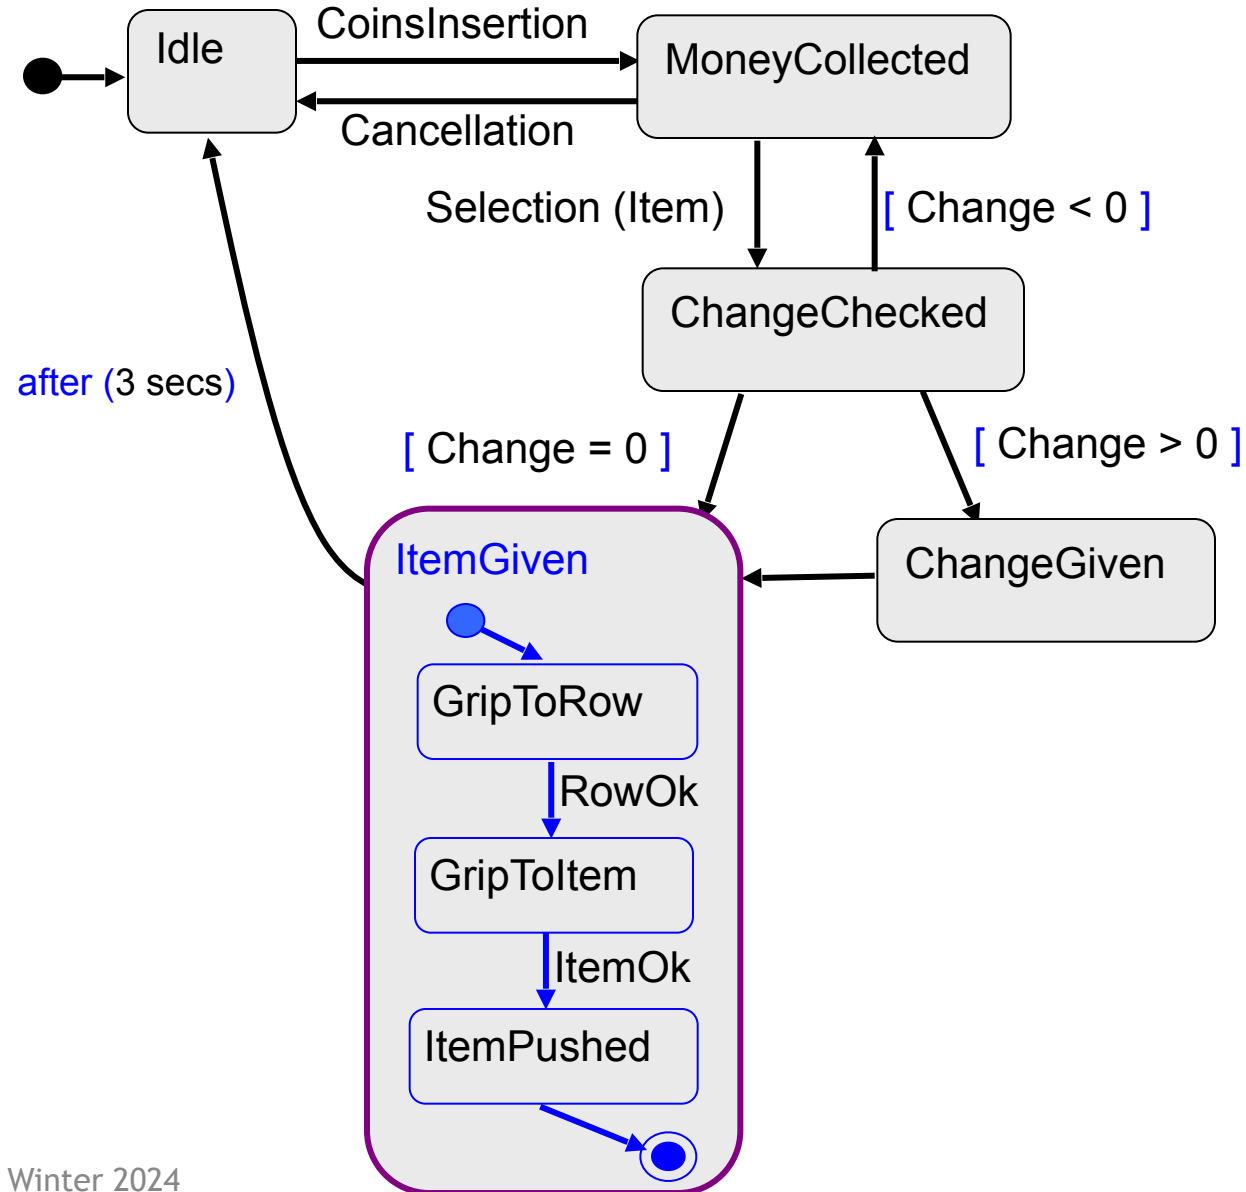 CoinsInsertion
Idle
MoneyCollected
Cancellation
Selection (Item)
[ Change < 0 ]
ChangeChecked
after (3 secs)
[ Change = 0 ]
[ Change > 0 ]
ItemGiven
ChangeGiven
GripToRow
RowOk
GripToItem
ItemOk
ItemPushed
Winter 2024